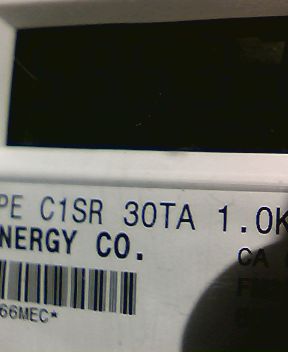 PE C1SR 30TA 1.0K
NERGY CO.
CA
66MEC*